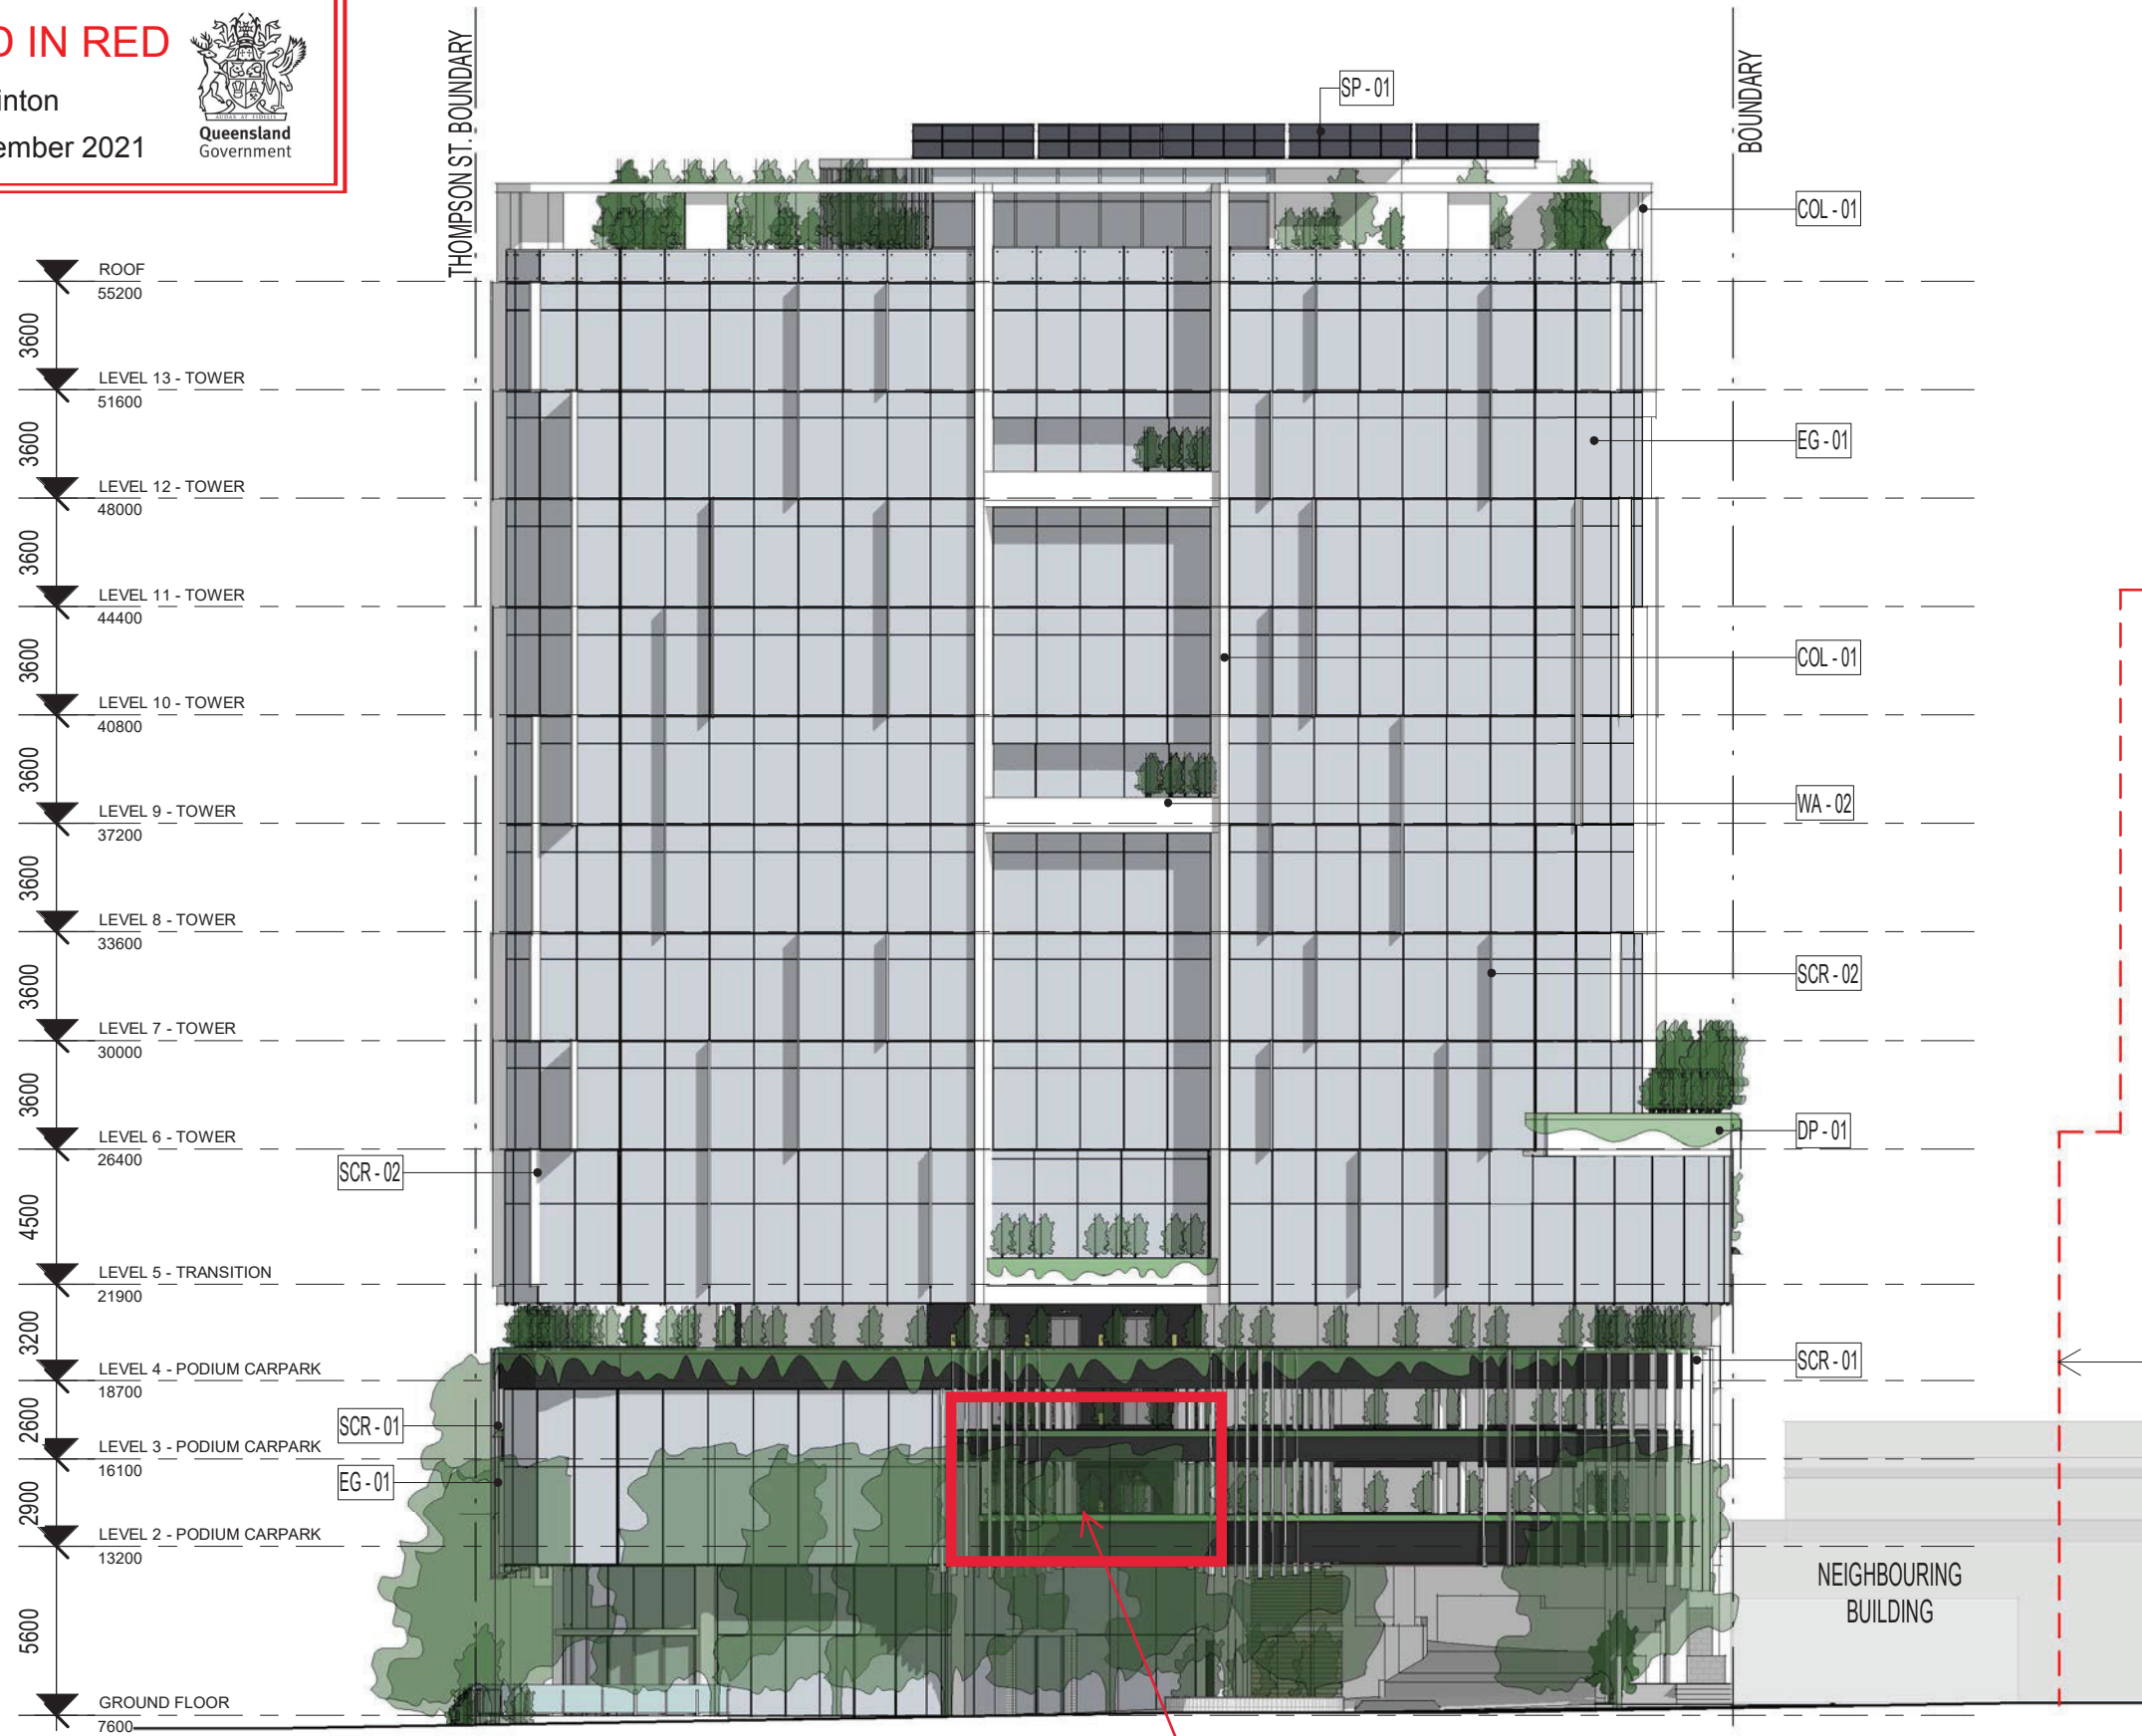 D IN RED
inton
ember 2021
AUDAX AT FIDELIS
Queensland
Government
THOMPSON ST. BOUNDARY
BOUNDARY
SP - 01
COL - 01
EG - 01
COL - 01
WA - 02
SCR - 02
DP - 01
SCR - 01
SCR - 02
SCR - 01
EG - 01
ROOF
55200
3600
LEVEL 13 - TOWER
51600
3600
LEVEL 12 - TOWER
48000
3600
LEVEL 11 - TOWER
44400
3600
LEVEL 10 - TOWER
40800
3600
LEVEL 9 - TOWER
37200
3600
LEVEL 8 - TOWER
33600
3600
LEVEL 7 - TOWER
30000
3600
LEVEL 6 - TOWER
26400
4500
LEVEL 5 - TRANSITION
21900
3200
LEVEL 4 - PODIUM CARPARK
18700
2600
LEVEL 3 - PODIUM CARPARK
16100
2900
LEVEL 2 - PODIUM CARPARK
13200
5600
GROUND FLOOR
7600
NEIGHBOURING
BUILDING